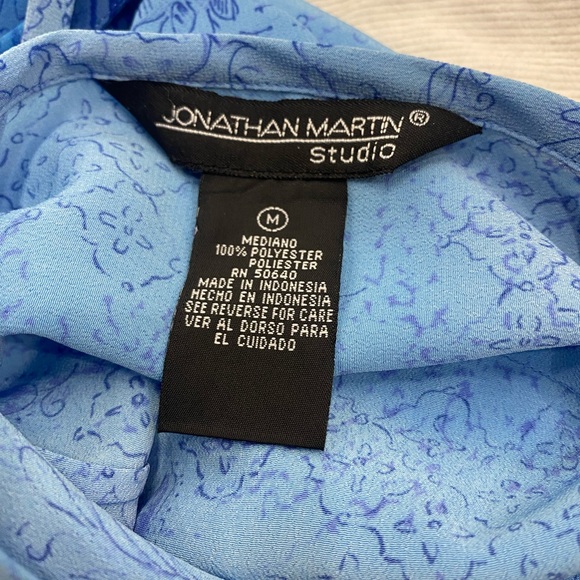 JONATHAN MARTIN®
Studio
M
MEDIANO
100% POLYESTER
POLIESTER
RN 50640
MADE IN INDONESIA
HECHO EN INDONESIA
SEE REVERSE FOR CARE
VER AL DORSO PARA
EL CUIDADO